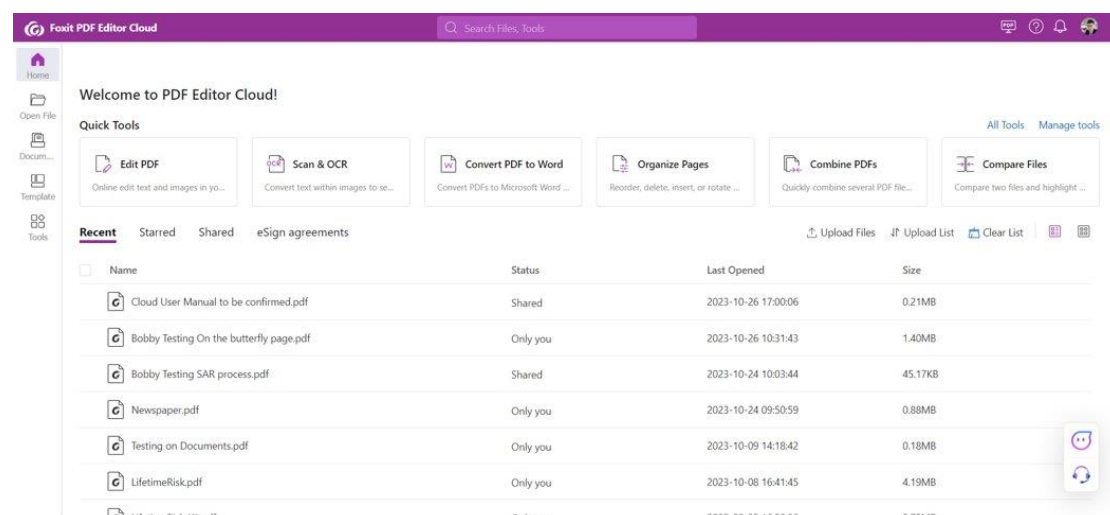 Foxit PDF Editor Cloud
Search Files, Tools
Home
Open File
Docum...
Template
Tools
Welcome to PDF Editor Cloud!
Quick Tools
All Tools Manage tools
Edit PDF
Online edit text and images in yo...
Scan & OCR
Convert text within images to se...
Convert PDF to Word
Convert PDFs to Microsoft Word ...
Organize Pages
Reorder, delete, insert, or rotate ...
Combine PDFs
Quickly combine several PDF file...
Compare Files
Compare two files and highlight ...
Recent Starred Shared eSign agreements
Upload Files Upload List Clear List
Name Status Last Opened Size
Cloud User Manual to be confirmed.pdf Shared 2023-10-26 17:00:06 0.21MB
Bobby Testing On the butterfly page.pdf Only you 2023-10-26 10:31:43 1.40MB
Bobby Testing SAR process.pdf Shared 2023-10-24 10:03:44 45.17KB
Newspaper.pdf Only you 2023-10-24 09:50:59 0.88MB
Testing on Documents.pdf Only you 2023-10-09 14:18:42 0.18MB
LifetimeRisk.pdf Only you 2023-10-08 16:41:45 4.19MB